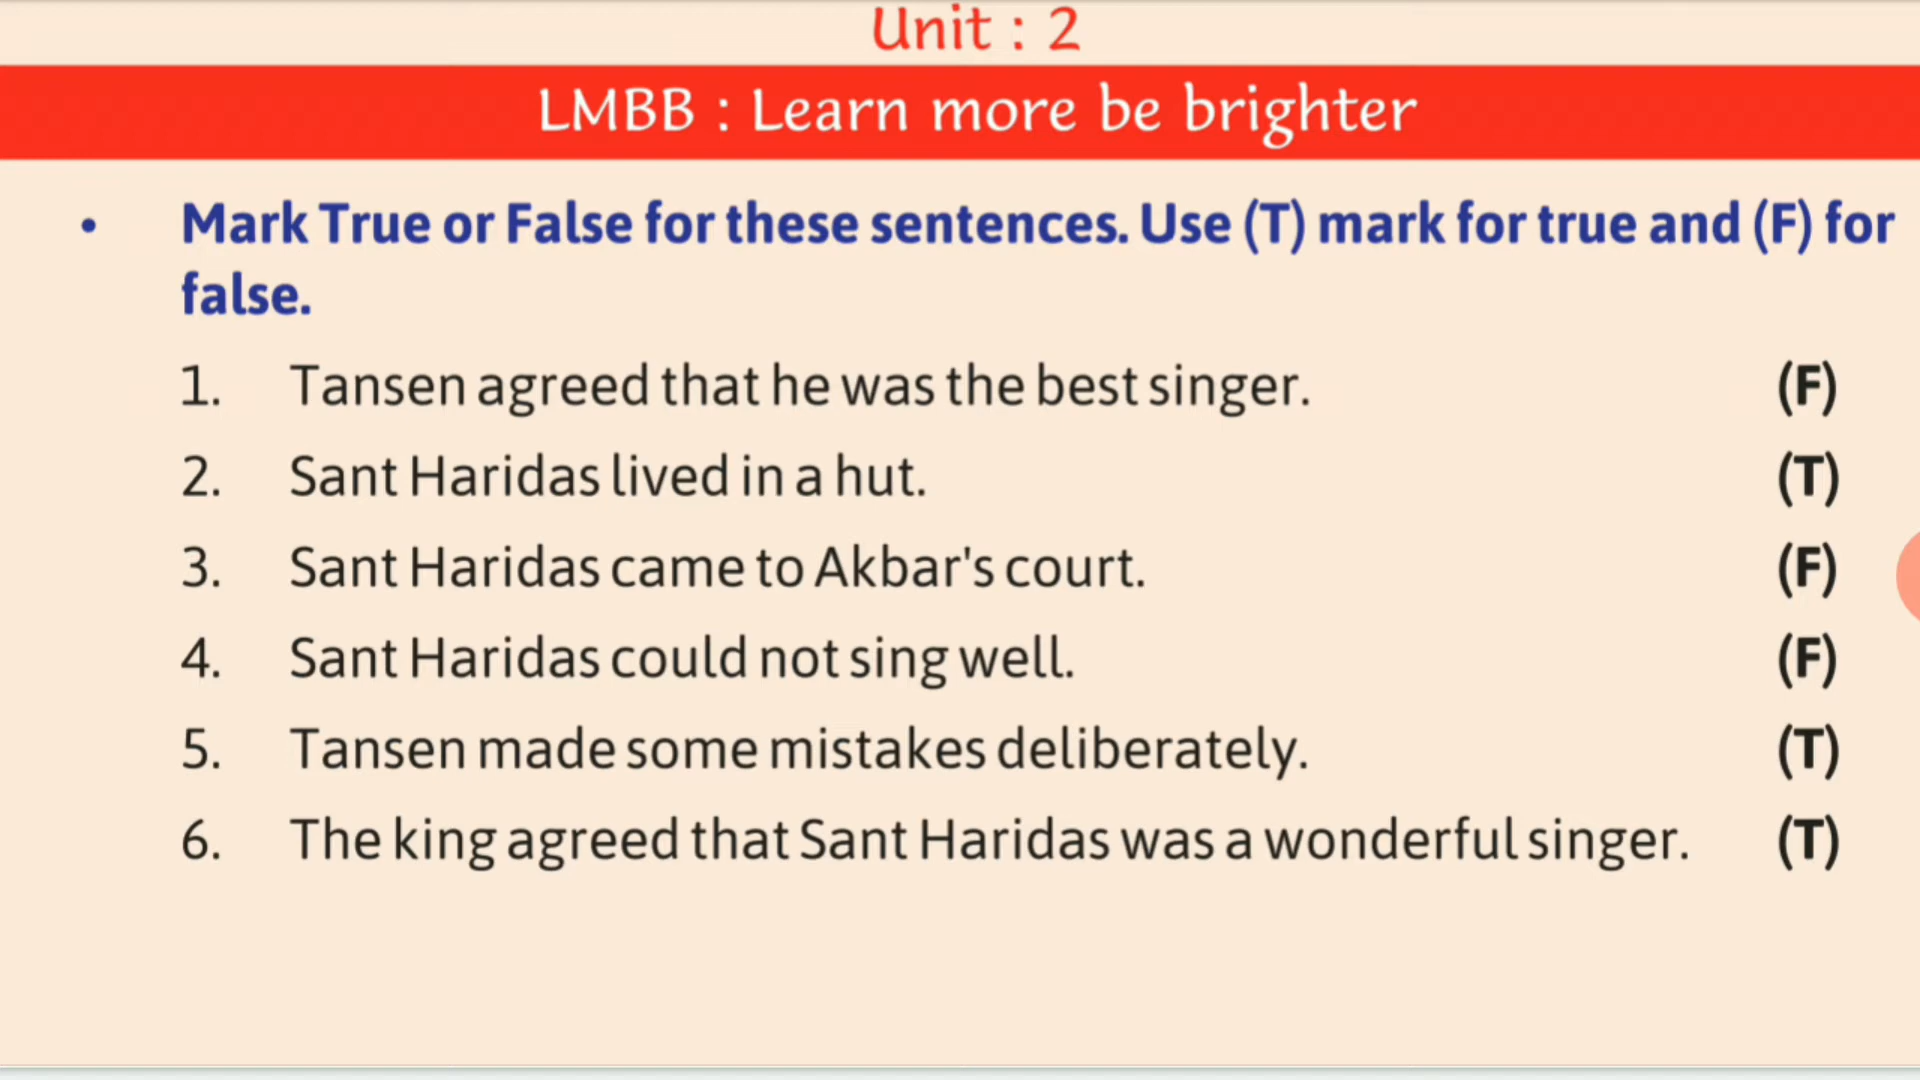 Unit : 2
LMBB : Learn more be brighter
• Mark True or False for these sentences. Use (T) mark for true and (F) for
false.
1. Tansen agreed that he was the best singer. (F)
2. Sant Haridas lived in a hut. (T)
3. Sant Haridas came to Akbar's court. (F)
4. Sant Haridas could not sing well. (F)
5. Tansen made some mistakes deliberately. (T)
6. The king agreed that Sant Haridas was a wonderful singer. (T)